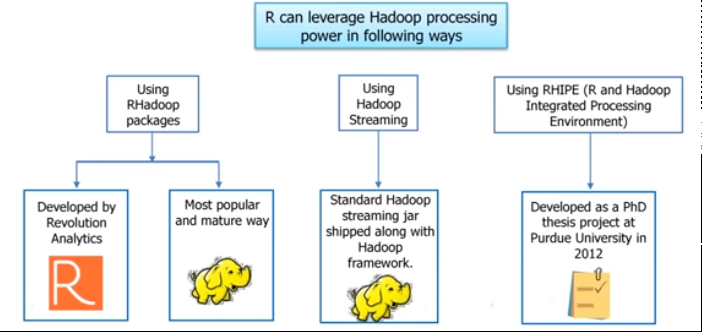 R can leverage Hadoop processing
power in following ways
Using
RHadoop
packages
Using
Hadoop
Streaming
Using RHIPE (R and Hadoop
Integrated Processing
Environment)
Developed by
Revolution
Analytics
R
Most popular
and mature way
Standard Hadoop
streaming jar
shipped along with
Hadoop
framework.
Developed as a PhD
thesis project at
Purdue University in
2012